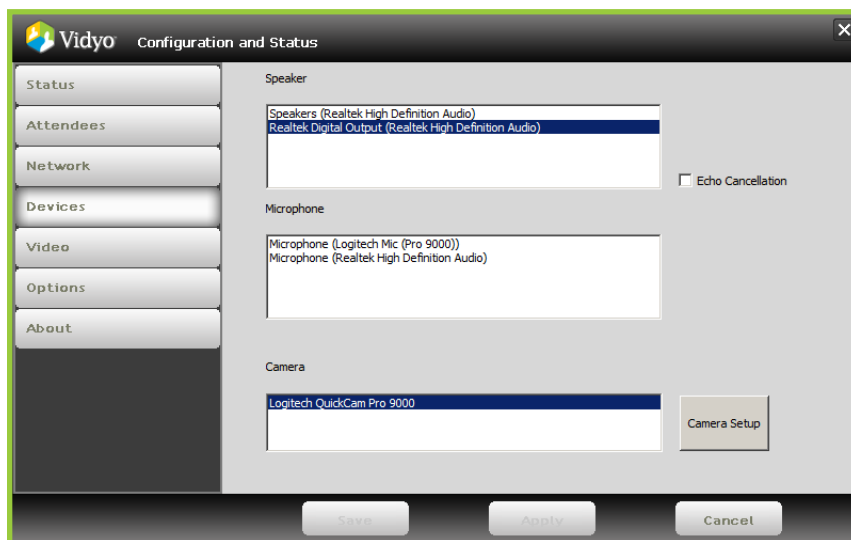 Vidyo Configuration and Status
Status
Attendees
Network
Devices
Video
Options
About
Speaker
Speakers (Realtek High Definition Audio)
Realtek Digital Output (Realtek High Definition Audio)
Echo Cancellation
Microphone
Microphone (Logitech Mic (Pro 9000))
Microphone (Realtek High Definition Audio)
Camera
Logitech QuickCam Pro 9000
Camera Setup
Save Apply Cancel